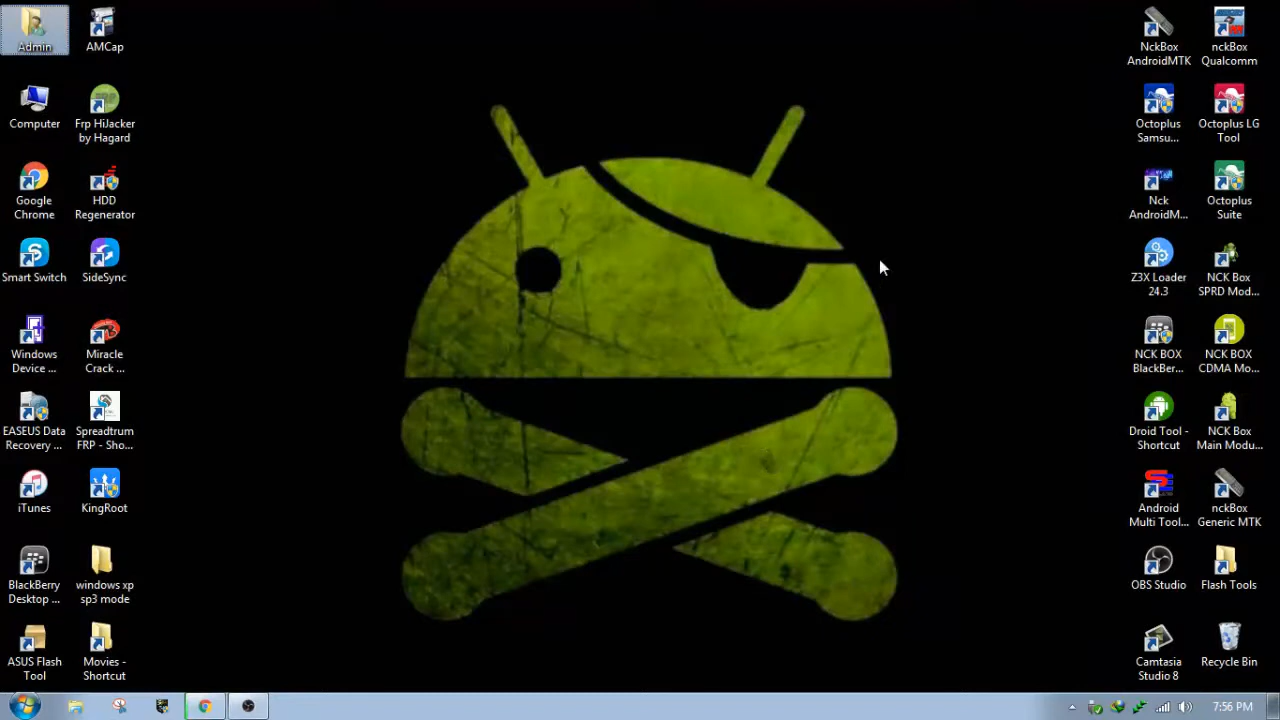 Admin
AMCap
Computer
Frp HiJacker
by Hagard
Google
Chrome
HDD
Regenerator
Smart Switch
SideSync
Windows
Device ...
Miracle
Crack ...
EASEUS Data
Recovery ...
Spreadtrum
FRP - Sho...
iTunes
KingRoot
BlackBerry
Desktop ...
windows xp
sp3 mode
ASUS Flash
Tool
Movies -
Shortcut
NckBox
AndroidMTK
nckBox
Qualcomm
Octoplus
Samsu...
Octoplus LG
Tool
Nck
AndroidM...
Octoplus
Suite
Z3X Loader
24.3
NCK Box
SPRD Mod...
NCK BOX
BlackBer...
NCK BOX
CDMA Mo...
Droid Tool -
Shortcut
NCK Box
Main Modu...
Android
Multi Tool...
nckBox
Generic MTK
OBS Studio
Flash Tools
Camtasia
Studio 8
Recycle Bin
7:56 PM